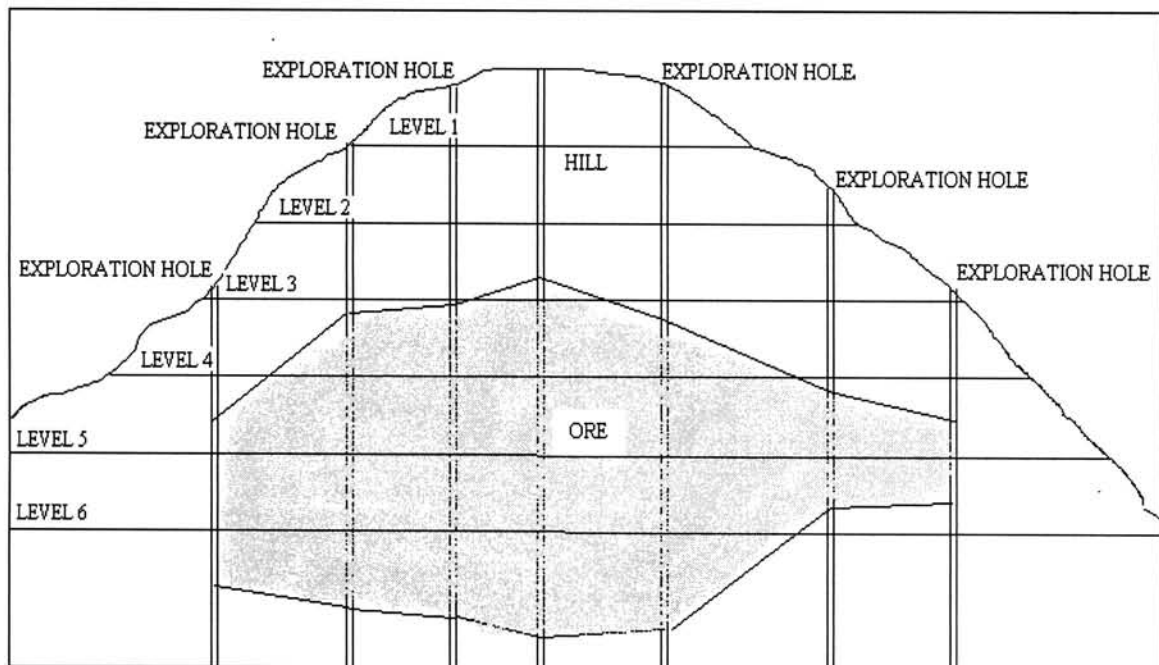 EXPLORATION HOLE
EXPLORATION HOLE
EXPLORATION HOLE
LEVEL 1
HILL
EXPLORATION HOLE
LEVEL 2
EXPLORATION HOLE
LEVEL 3
EXPLORATION HOLE
LEVEL 4
ORE
LEVEL 5
LEVEL 6